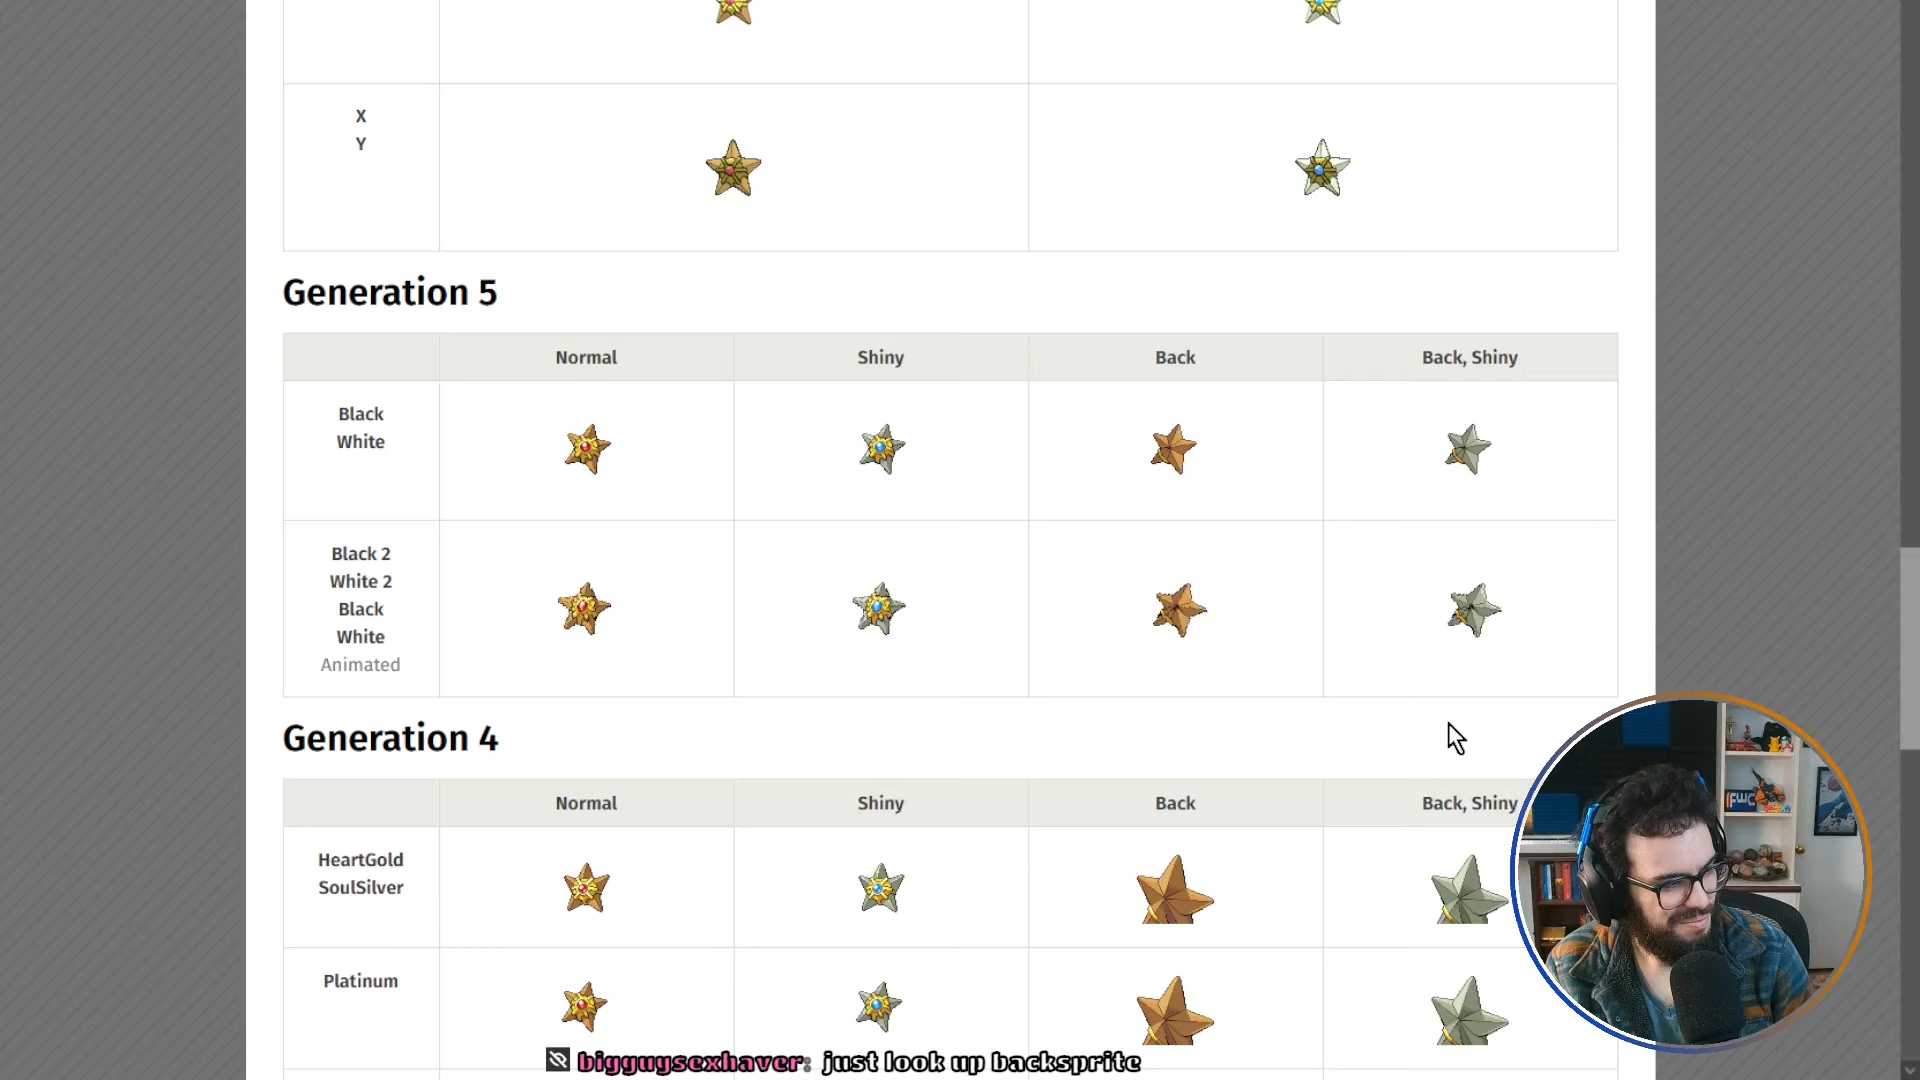 X
Y
Generation 5
Normal Shiny Back Back, Shiny
Black
White
Black 2
White 2
Black
White
Animated
Generation 4
Normal Shiny Back Back, Shiny
HeartGold
SoulSilver
Platinum
bigguysexhaver: just look up backsprite